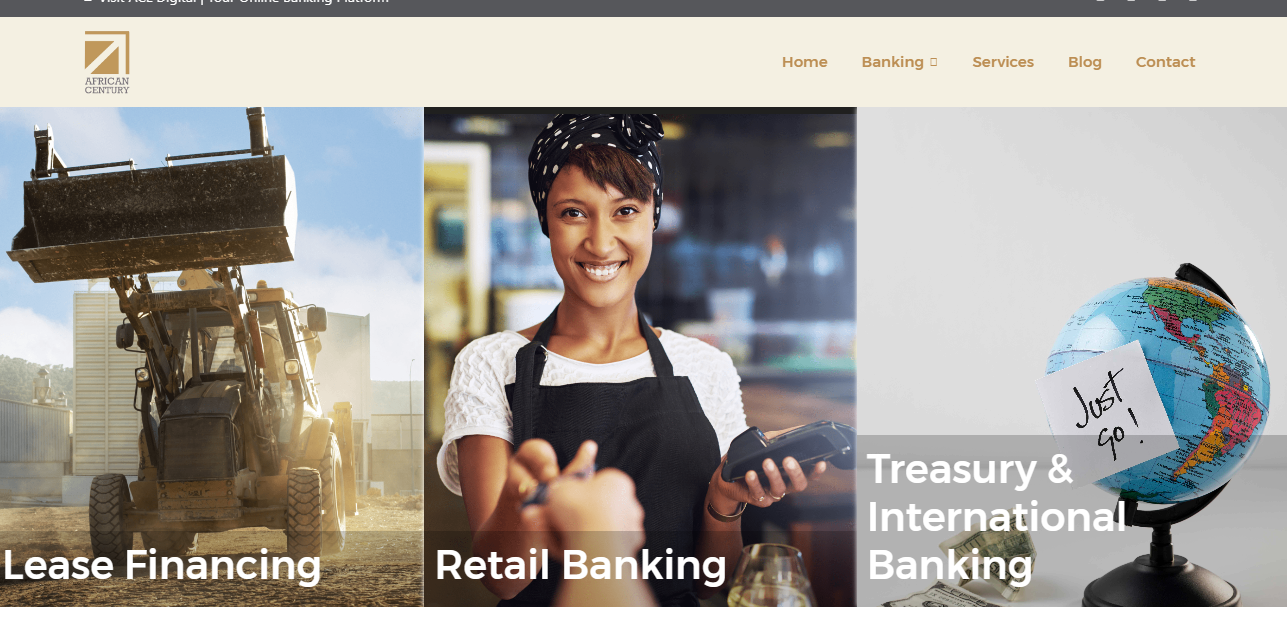 Visit ACL Digital | Your Online Banking Platform
AFRICAN
CENTURY
Home Banking Services Blog Contact
Just
go!
Lease Financing
Retail Banking
Treasury &
International
Banking